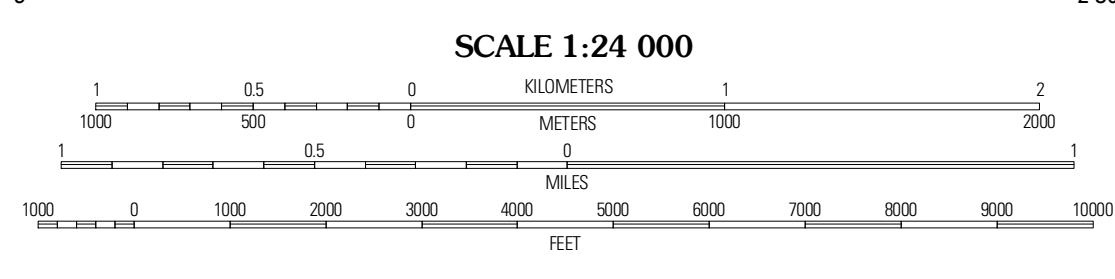 SCALE 1:24 000
1 0.5 0 KILOMETERS 1 2
1000 500 0 METERS 1000 2000
1 0.5 0 1
MILES
1000 0 1000 2000 3000 4000 5000 6000 7000 8000 9000 10000
FEET